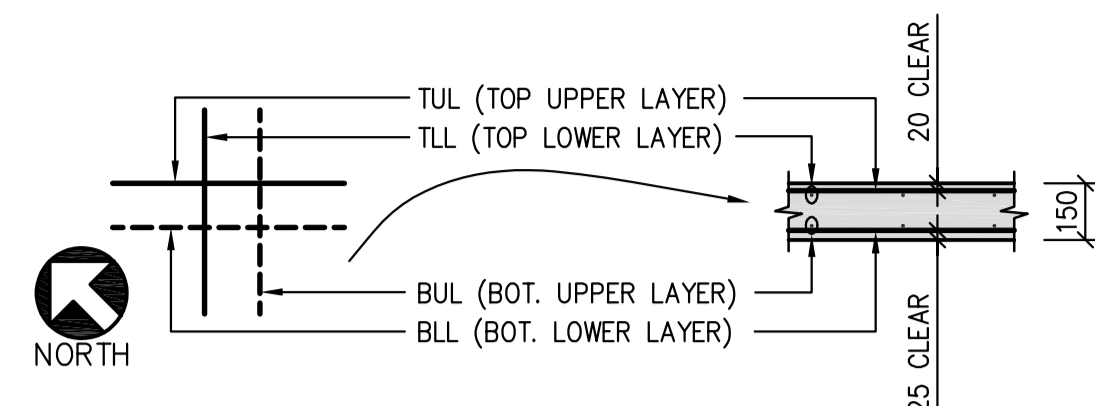 20 CLEAR
TUL (TOP UPPER LAYER)
TLL (TOP LOWER LAYER)
150
BUL (BOT. UPPER LAYER)
BLL (BOT. LOWER LAYER)
NORTH
25 CLEAR